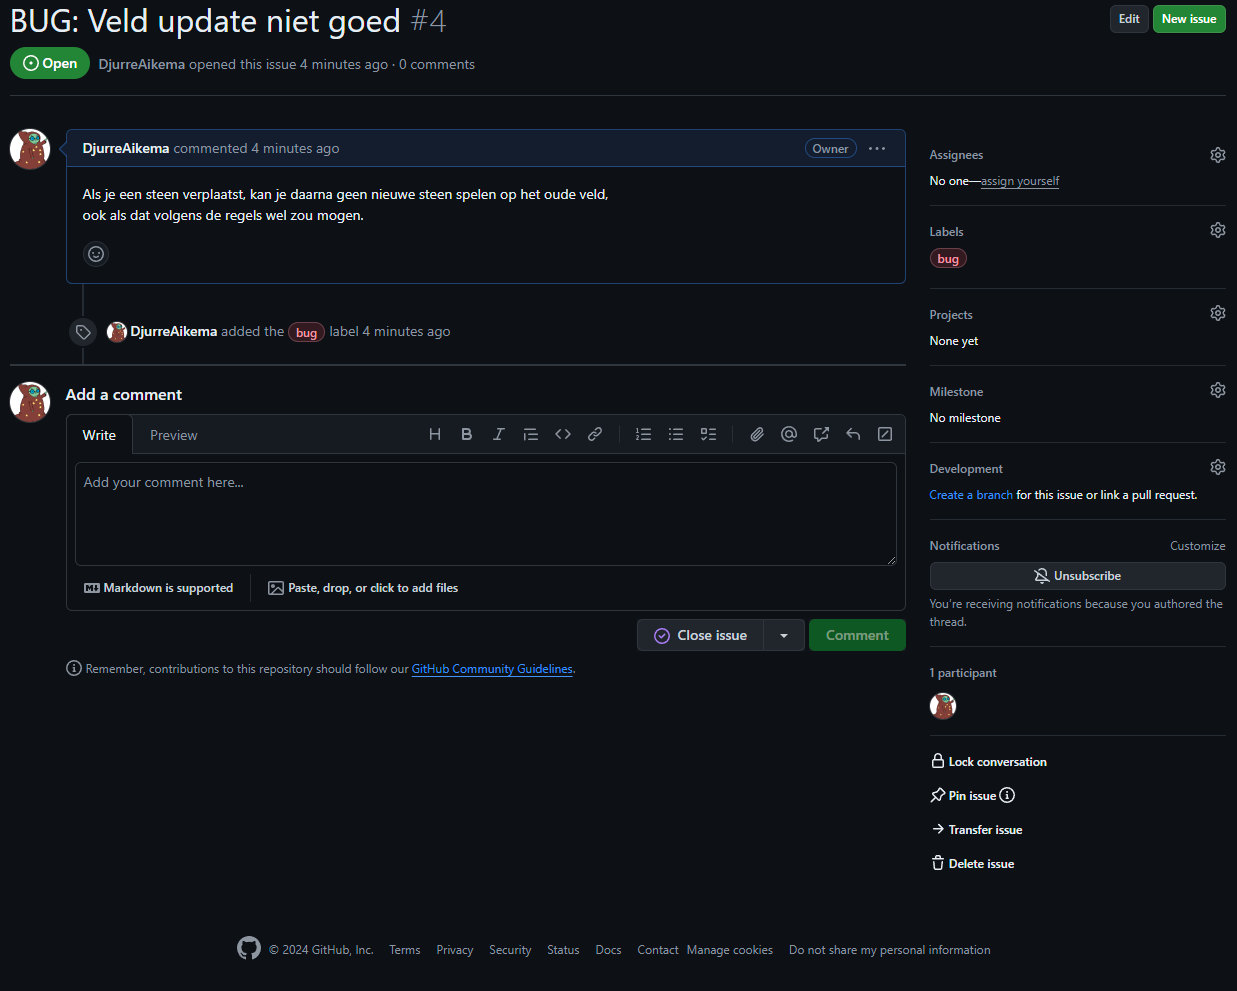 BUG: Veld update niet goed #4
Edit
New issue
Open
DjurreAikema opened this issue 4 minutes ago · 0 comments
DjurreAikema commented 4 minutes ago
Owner
Als je een steen verplaatst, kan je daarna geen nieuwe steen spelen op het oude veld,
ook als dat volgens de regels wel zou mogen.
DjurreAikema added the bug label 4 minutes ago
Add a comment
Write
Preview
Add your comment here...
Markdown is supported
Paste, drop, or click to add files
Close issue
Comment
Remember, contributions to this repository should follow our GitHub Community Guidelines.
Assignees
No one—assign yourself
Labels
bug
Projects
None yet
Milestone
No milestone
Development
Create a branch for this issue or link a pull request.
Notifications
Customize
Unsubscribe
You're receiving notifications because you authored the
thread.
1 participant
Lock conversation
Pin issue
Transfer issue
Delete issue
© 2024 GitHub, Inc.
Terms
Privacy
Security
Status
Docs
Contact
Manage cookies
Do not share my personal information